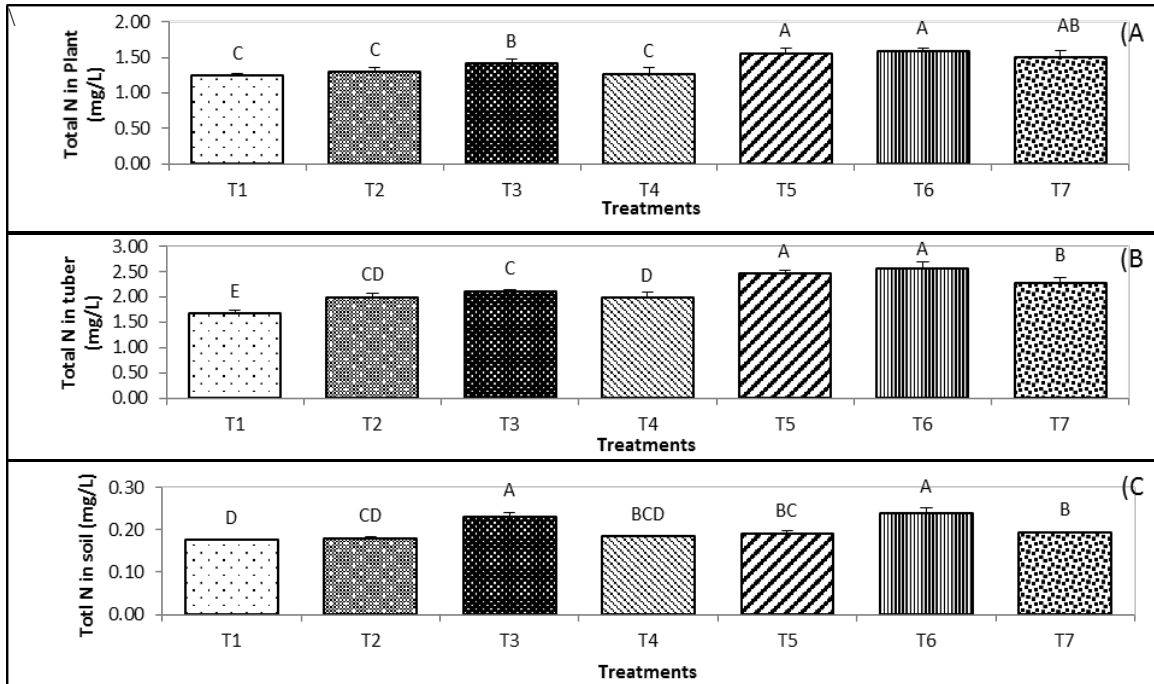 \
(A
Total N in Plant
(mg/L)
2.00
1.50
1.00
0.50
0.00
C C B C A A AB
T1 T2 T3 T4 T5 T6 T7
Treatments
(B
Total N in tuber
(mg/L)
3.00
2.50
2.00
1.50
1.00
0.50
0.00
E CD C D A A B
T1 T2 T3 T4 T5 T6 T7
Treatments
(C
Totl N in soil (mg/L)
0.30
0.20
0.10
0.00
D CD A BCD BC A B
T1 T2 T3 T4 T5 T6 T7
Treatments